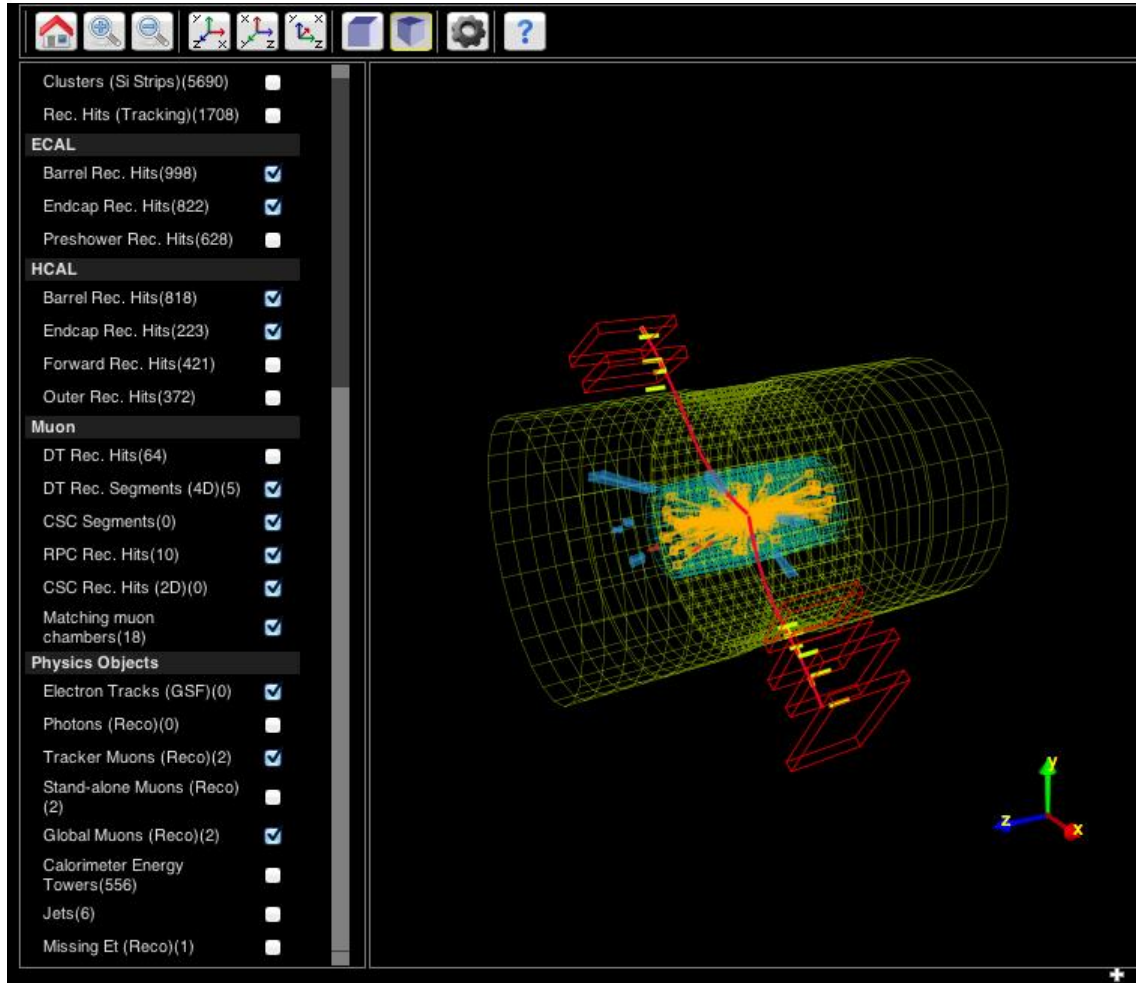 Y
Z X
X
Y Z
Y X
Z
?
Clusters (Si Strips)(5690)
Rec. Hits (Tracking)(1708)
ECAL
Barrel Rec. Hits(998)
Endcap Rec. Hits(822)
Preshower Rec. Hits(628)
HCAL
Barrel Rec. Hits(818)
Endcap Rec. Hits(223)
Forward Rec. Hits(421)
Outer Rec. Hits(372)
Muon
DT Rec. Hits(64)
DT Rec. Segments (4D)(5)
CSC Segments(0)
RPC Rec. Hits(10)
CSC Rec. Hits (2D)(0)
Matching muon
chambers(18)
Physics Objects
Electron Tracks (GSF)(0)
Photons (Reco)(0)
Tracker Muons (Reco)(2)
Stand-alone Muons (Reco)
(2)
Global Muons (Reco)(2)
Calorimeter Energy
Towers(556)
Jets(6)
Missing Et (Reco)(1)
y
z
x